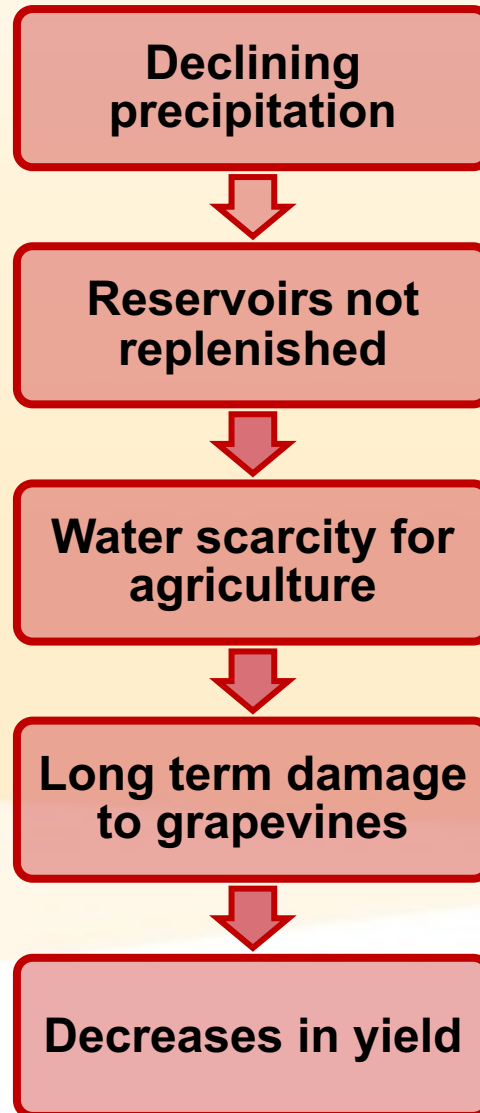 Declining
precipitation
Reservoirs not
replenished
Water scarcity for
agriculture
Long term damage
to grapevines
Decreases in yield